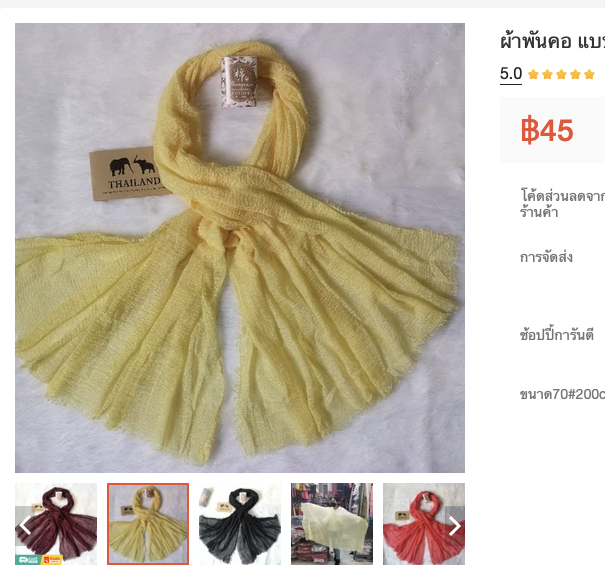 ผ้าพันคอ แบ
5.0
฿45
THAILAND
โค้ดส่วนลดจาก
ร้านค้า
การจัดส่ง
ช้อปปี้การันตี
ขนาด70#200c